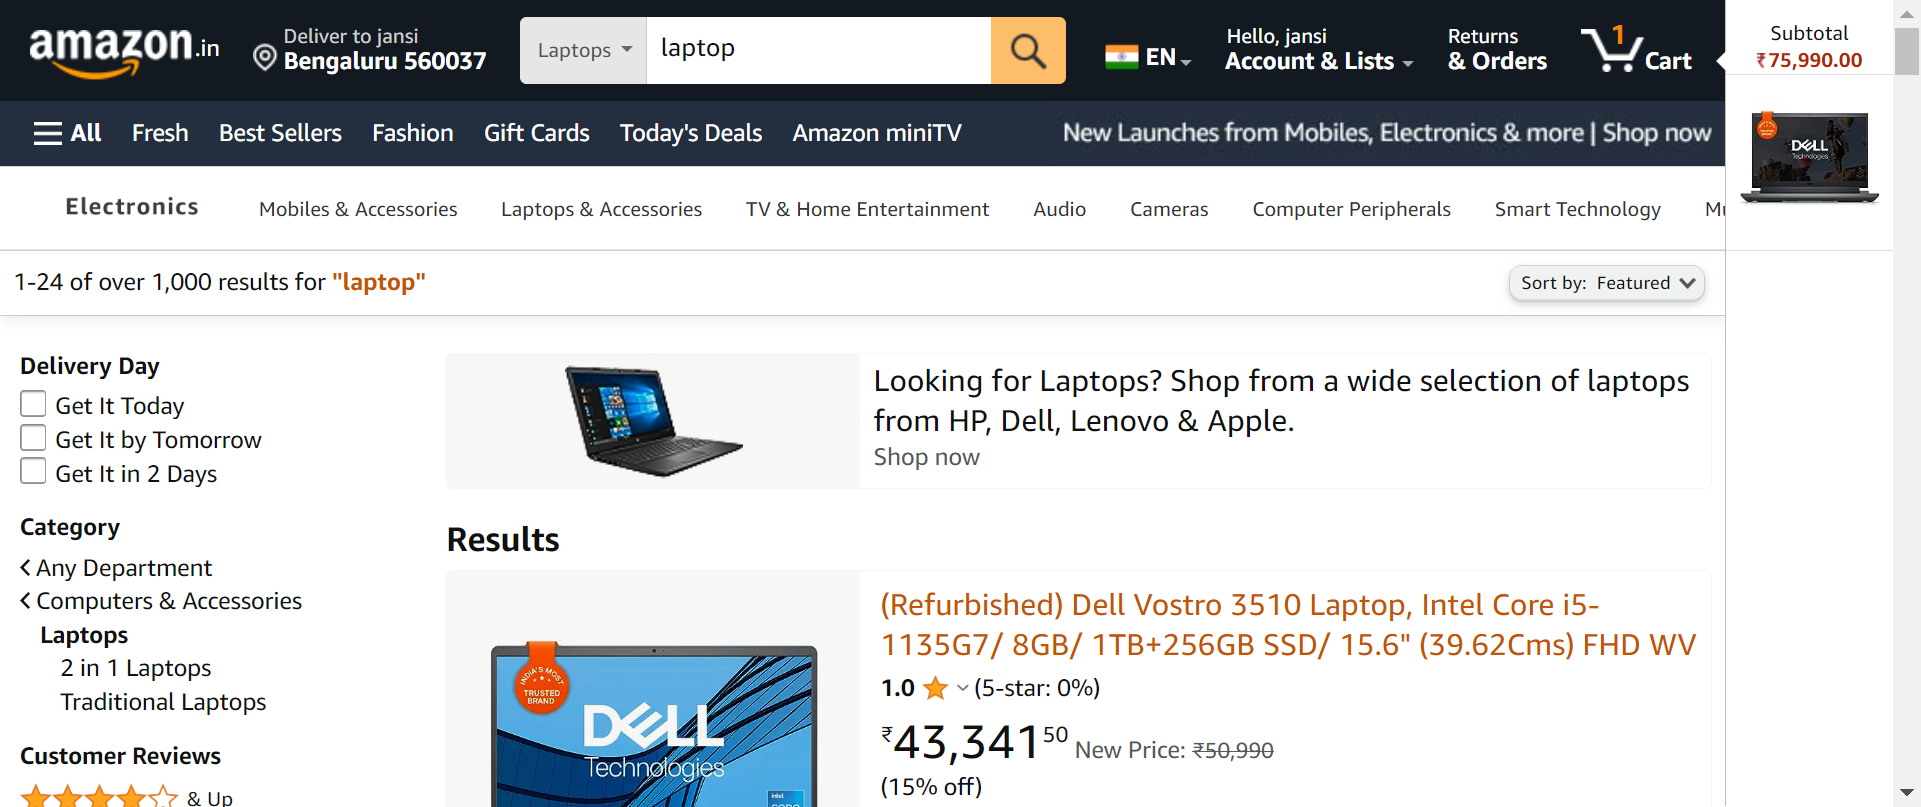 amazon.in
Deliver to jansi
Bengaluru 560037
Laptops
laptop
EN
Hello, jansi
Account & Lists
Returns
& Orders
1
Cart
Subtotal
₹75,990.00
All
Fresh
Best Sellers
Fashion
Gift Cards
Today's Deals
Amazon miniTV
New Launches from Mobiles, Electronics & more | Shop now
DELL
Technologies
Electronics
Mobiles & Accessories
Laptops & Accessories
TV & Home Entertainment
Audio
Cameras
Computer Peripherals
Smart Technology
1-24 of over 1,000 results for "laptop"
Sort by: Featured
Delivery Day
Get It Today
Get It by Tomorrow
Get It in 2 Days
Category
Any Department
Computers & Accessories
Laptops
2 in 1 Laptops
Traditional Laptops
Customer Reviews
& Up
Looking for Laptops? Shop from a wide selection of laptops
from HP, Dell, Lenovo & Apple.
Shop now
Results
INDIA'S MOST
TRUSTED
BRAND
DELL
Technologies
intel
CORE
(Refurbished) Dell Vostro 3510 Laptop, Intel Core i5-
1135G7/ 8GB/ 1TB+256GB SSD/ 15.6" (39.62Cms) FHD WV
1.0 (5-star: 0%)
₹43,34150 New Price: ₹50,990
(15% off)